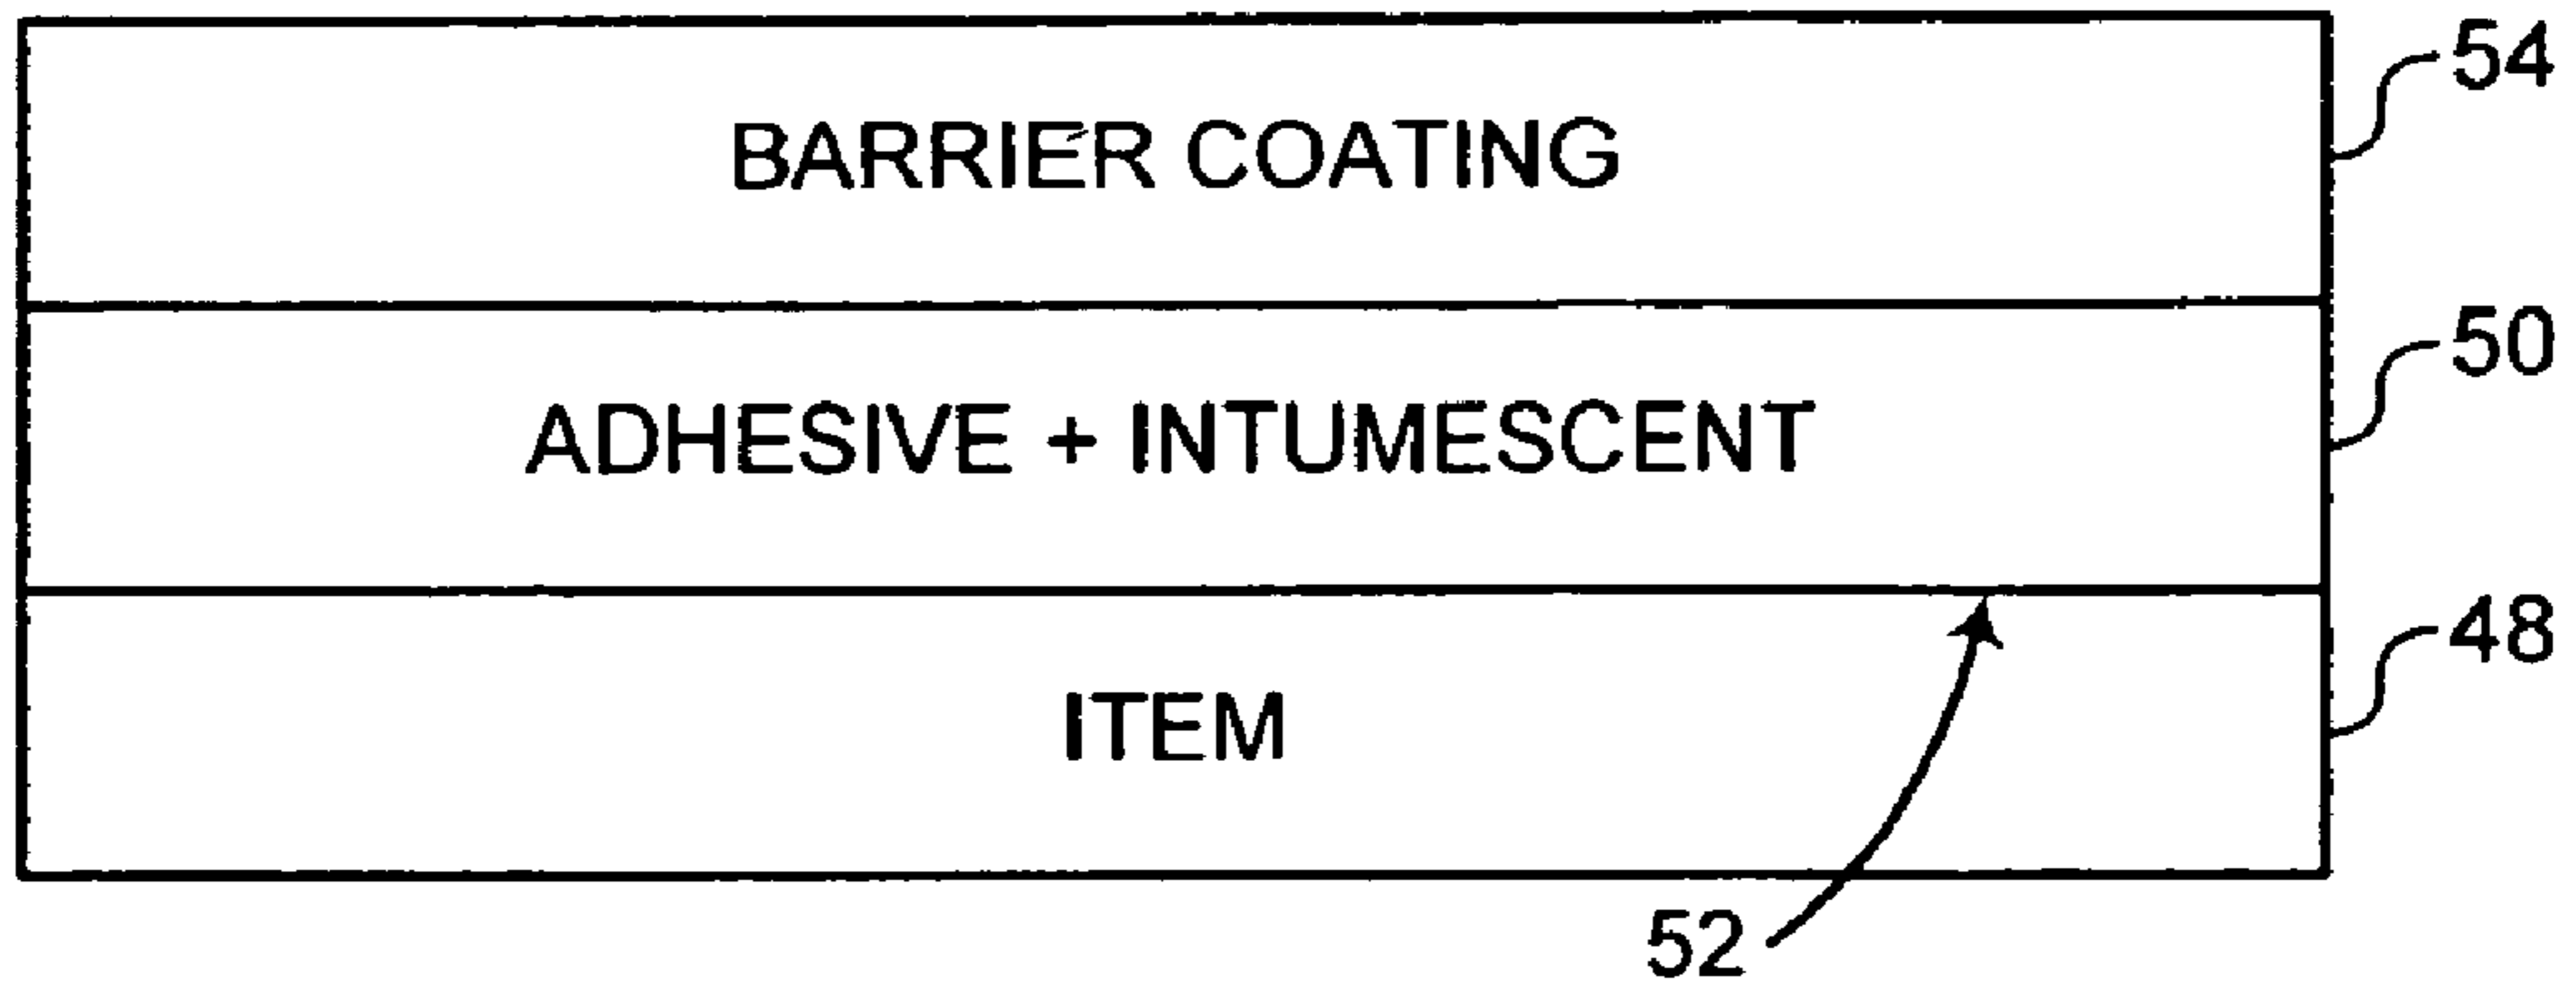 54
BARRIER COATING
50
ADHESIVE + INTUMESCENT
48
ITEM
52